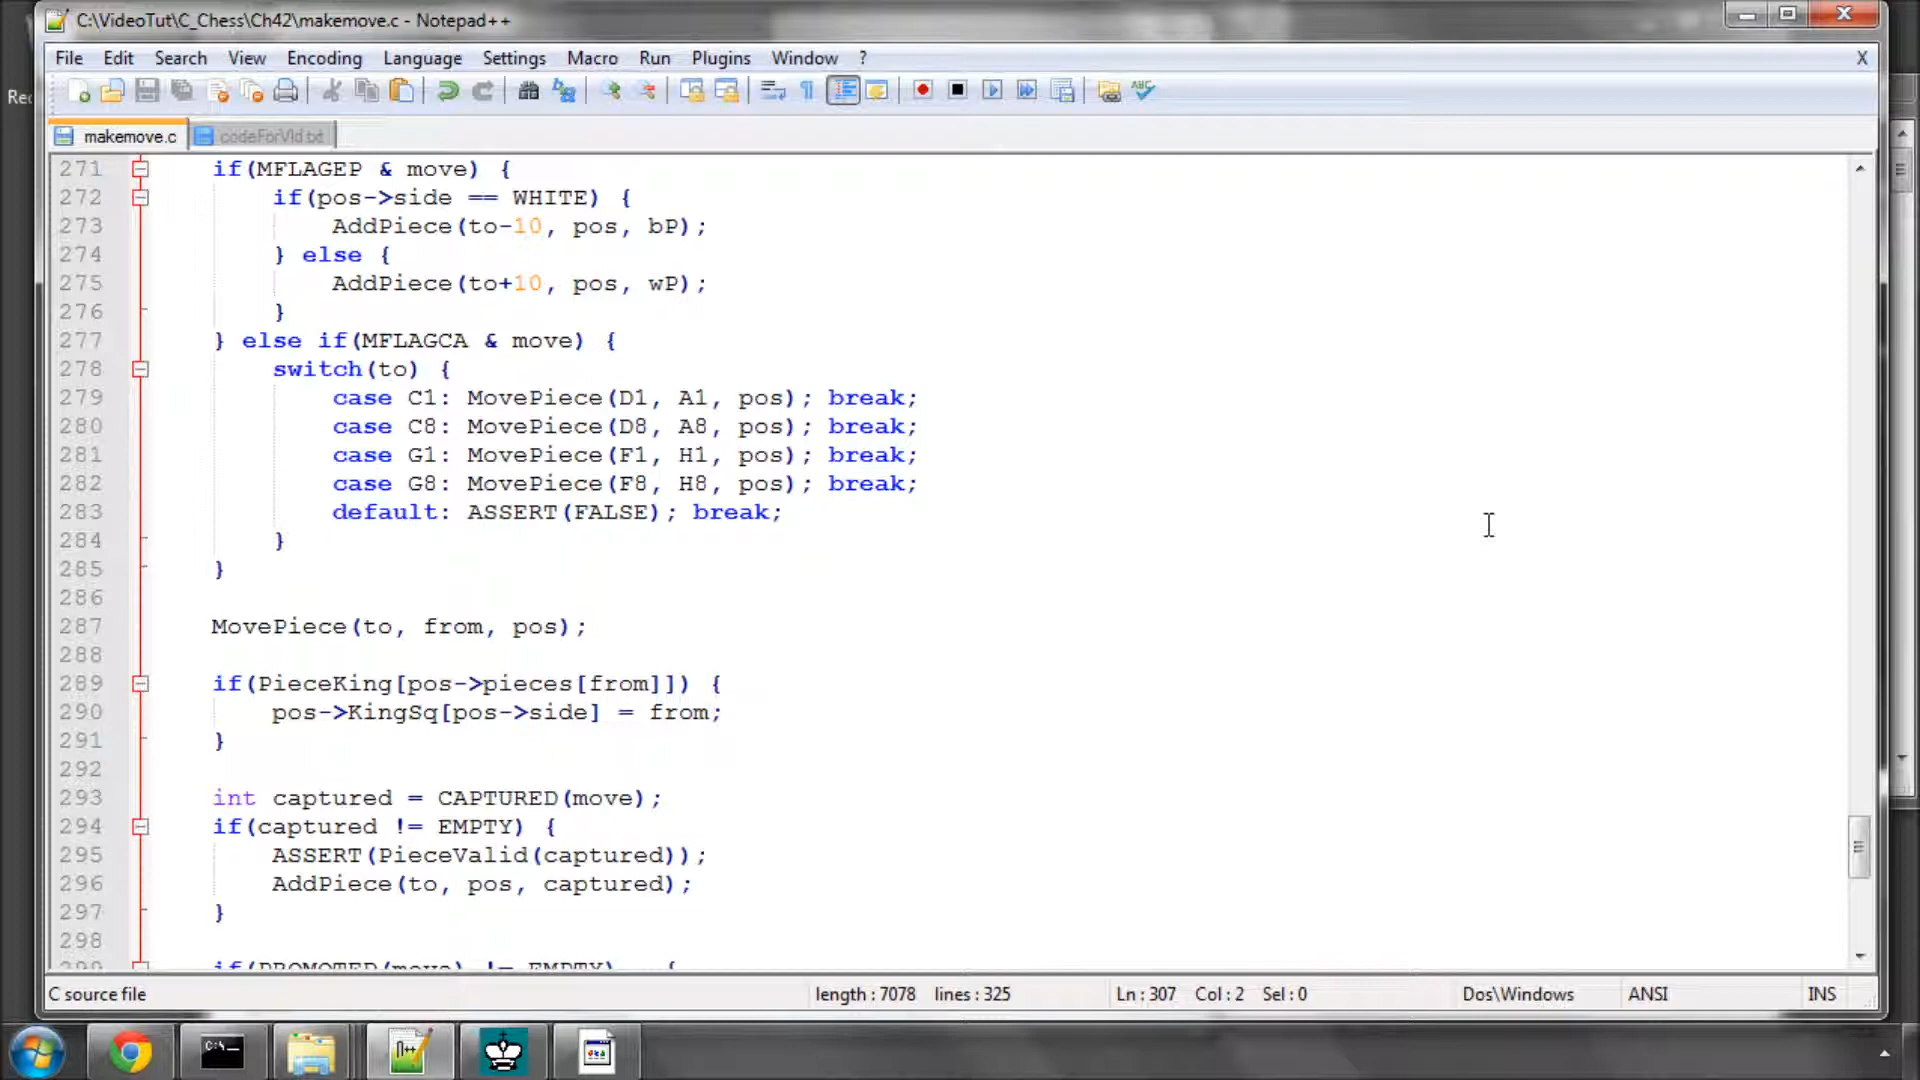 C:\VideoTut\C_Chess\Ch42\makemove.c - Notepad++
File Edit Search View Encoding Language Settings Macro Run Plugins Window ? X
Rec
makemove.c codeForVid.txt
271 if(MFLAGEP & move) {
272 if(pos->side == WHITE) {
273 AddPiece(to-10, pos, bP);
274 } else {
275 AddPiece(to+10, pos, wP);
276 }
277 } else if(MFLAGCA & move) {
278 switch(to) {
279 case C1: MovePiece(D1, A1, pos); break;
280 case C8: MovePiece(D8, A8, pos); break;
281 case G1: MovePiece(F1, H1, pos); break;
282 case G8: MovePiece(F8, H8, pos); break;
283 default: ASSERT(FALSE); break;
284 }
285 }
286
287 MovePiece(to, from, pos);
288
289 if(PieceKing[pos->pieces[from]]) {
290 pos->KingSq[pos->side] = from;
291 }
292
293 int captured = CAPTURED(move);
294 if(captured != EMPTY) {
295 ASSERT(PieceValid(captured));
296 AddPiece(to, pos, captured);
297 }
298
299 if(PROMOTED(move) != EMPTY) {
C source file length : 7078 lines : 325 Ln : 307 Col : 2 Sel : 0 Dos\Windows ANSI INS